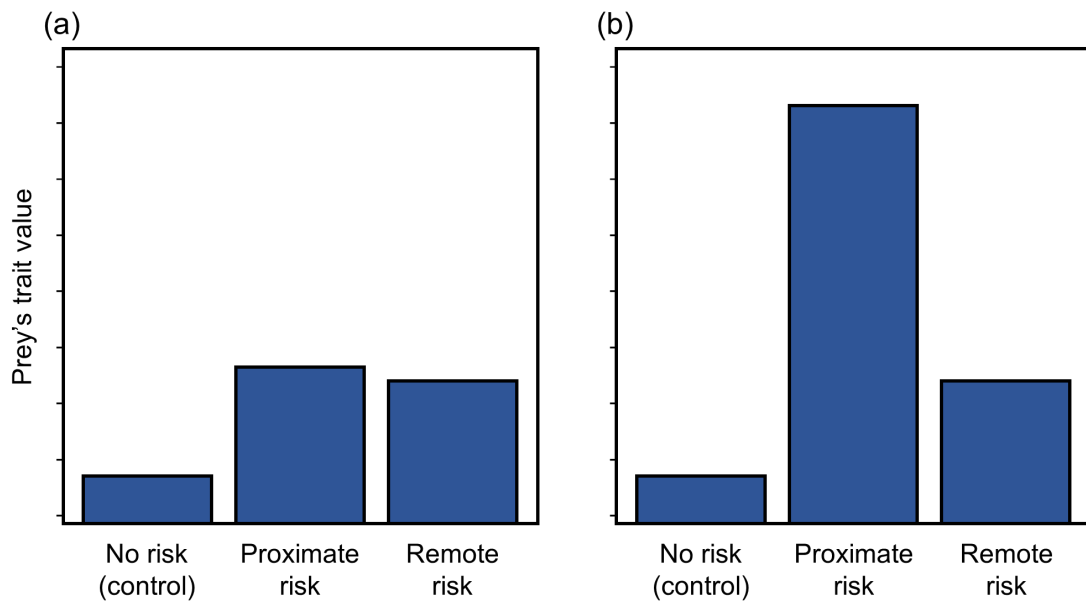 (a)
(b)
Prey's trait value
No risk
(control)
Proximate
risk
Remote
risk
No risk
(control)
Proximate
risk
Remote
risk